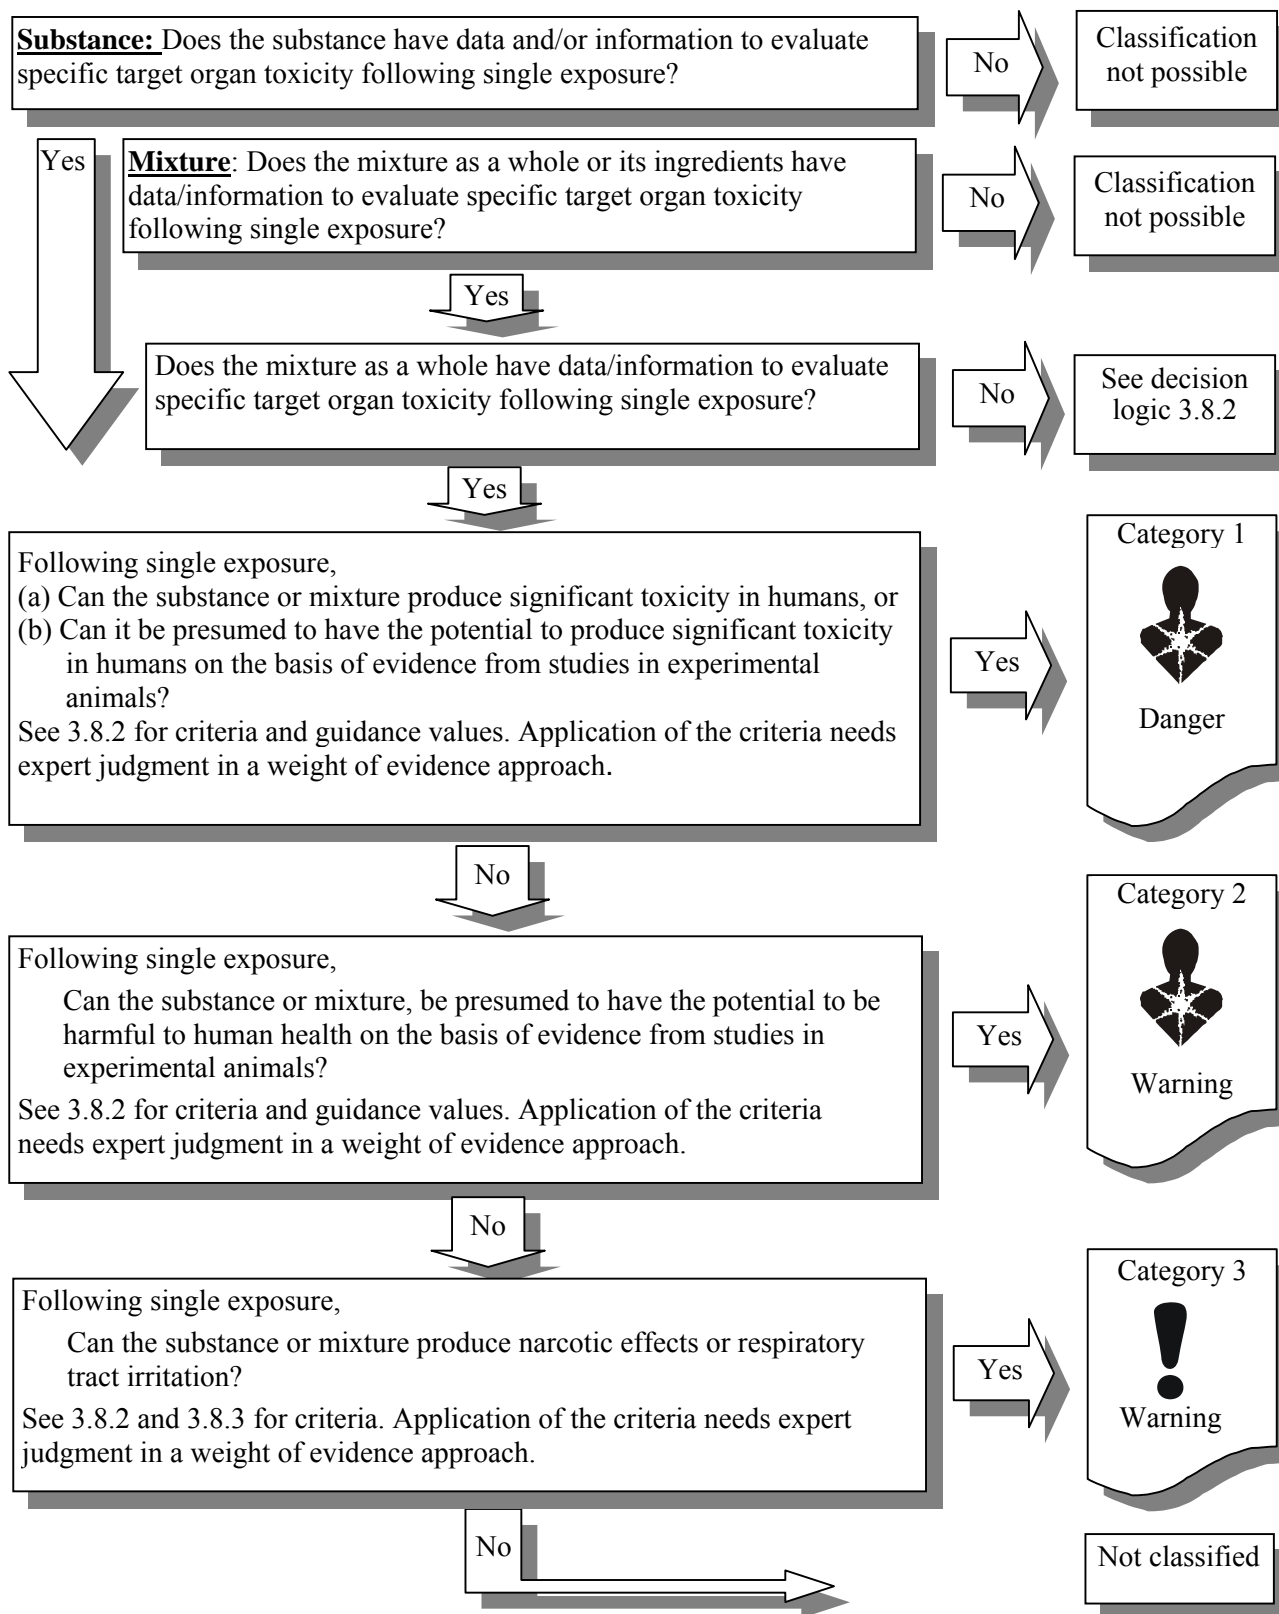 Substance: Does the substance have data and/or information to evaluate
specific target organ toxicity following single exposure?
No
Classification
not possible
Yes
Mixture: Does the mixture as a whole or its ingredients have
data/information to evaluate specific target organ toxicity
following single exposure?
No
Classification
not possible
Yes
Does the mixture as a whole have data/information to evaluate
specific target organ toxicity following single exposure?
No
See decision
logic 3.8.2
Yes
Following single exposure,
(a) Can the substance or mixture produce significant toxicity in humans, or
(b) Can it be presumed to have the potential to produce significant toxicity
in humans on the basis of evidence from studies in experimental
animals?
See 3.8.2 for criteria and guidance values. Application of the criteria needs
expert judgment in a weight of evidence approach.
Yes
Category 1
Danger
No
Following single exposure,
Can the substance or mixture, be presumed to have the potential to be
harmful to human health on the basis of evidence from studies in
experimental animals?
See 3.8.2 for criteria and guidance values. Application of the criteria
needs expert judgment in a weight of evidence approach.
Yes
Category 2
Warning
No
Following single exposure,
Can the substance or mixture produce narcotic effects or respiratory
tract irritation?
See 3.8.2 and 3.8.3 for criteria. Application of the criteria needs expert
judgment in a weight of evidence approach.
Yes
Category 3
!
Warning
No
Not classified